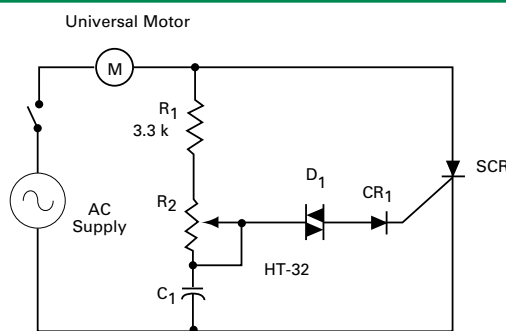 Universal Motor
M
R1
3.3 k
R2
AC
Supply
D1
CR1
SCR
HT-32
C1